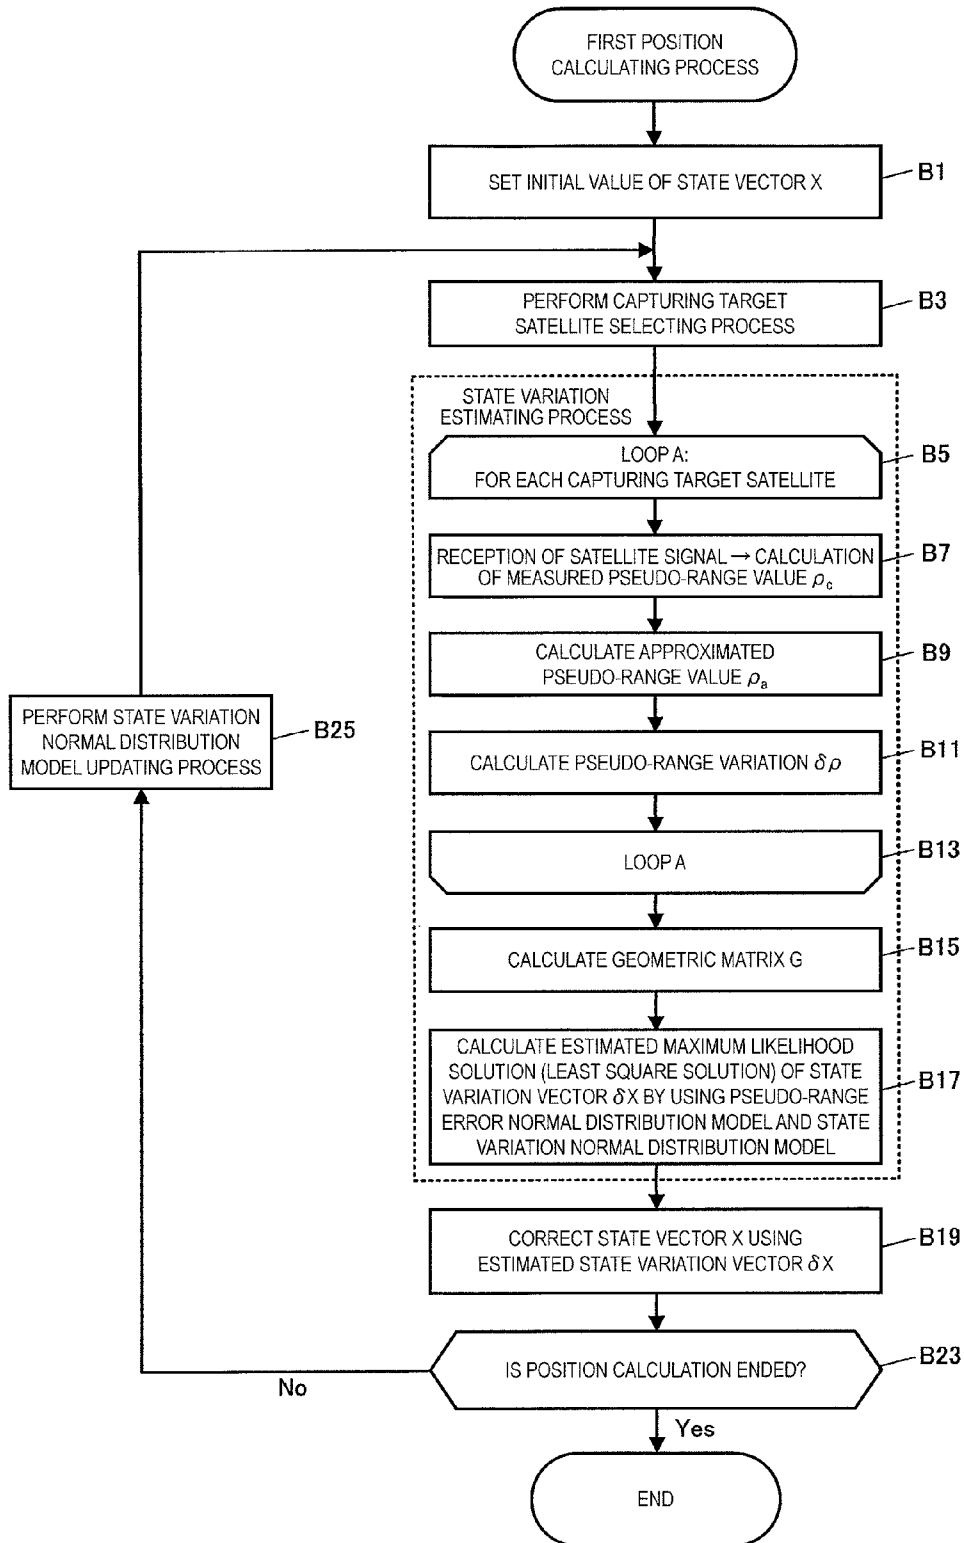 FIRST POSITION
CALCULATING PROCESS
SET INITIAL VALUE OF STATE VECTOR X
B1
PERFORM CAPTURING TARGET
SATELLITE SELECTING PROCESS
B3
STATE VARIATION
ESTIMATING PROCESS
LOOP A:
FOR EACH CAPTURING TARGET SATELLITE
B5
RECEPTION OF SATELLITE SIGNAL → CALCULATION
OF MEASURED PSEUDO-RANGE VALUE ρc
B7
CALCULATE APPROXIMATED
PSEUDO-RANGE VALUE ρa
B9
CALCULATE PSEUDO-RANGE VARIATION δρ
B11
LOOP A
B13
CALCULATE GEOMETRIC MATRIX G
B15
CALCULATE ESTIMATED MAXIMUM LIKELIHOOD
SOLUTION (LEAST SQUARE SOLUTION) OF STATE
VARIATION VECTOR δX BY USING PSEUDO-RANGE
ERROR NORMAL DISTRIBUTION MODEL AND STATE
VARIATION NORMAL DISTRIBUTION MODEL
B17
CORRECT STATE VECTOR X USING
ESTIMATED STATE VARIATION VECTOR δX
B19
IS POSITION CALCULATION ENDED?
B23
No
Yes
PERFORM STATE VARIATION
NORMAL DISTRIBUTION
MODEL UPDATING PROCESS
B25
END